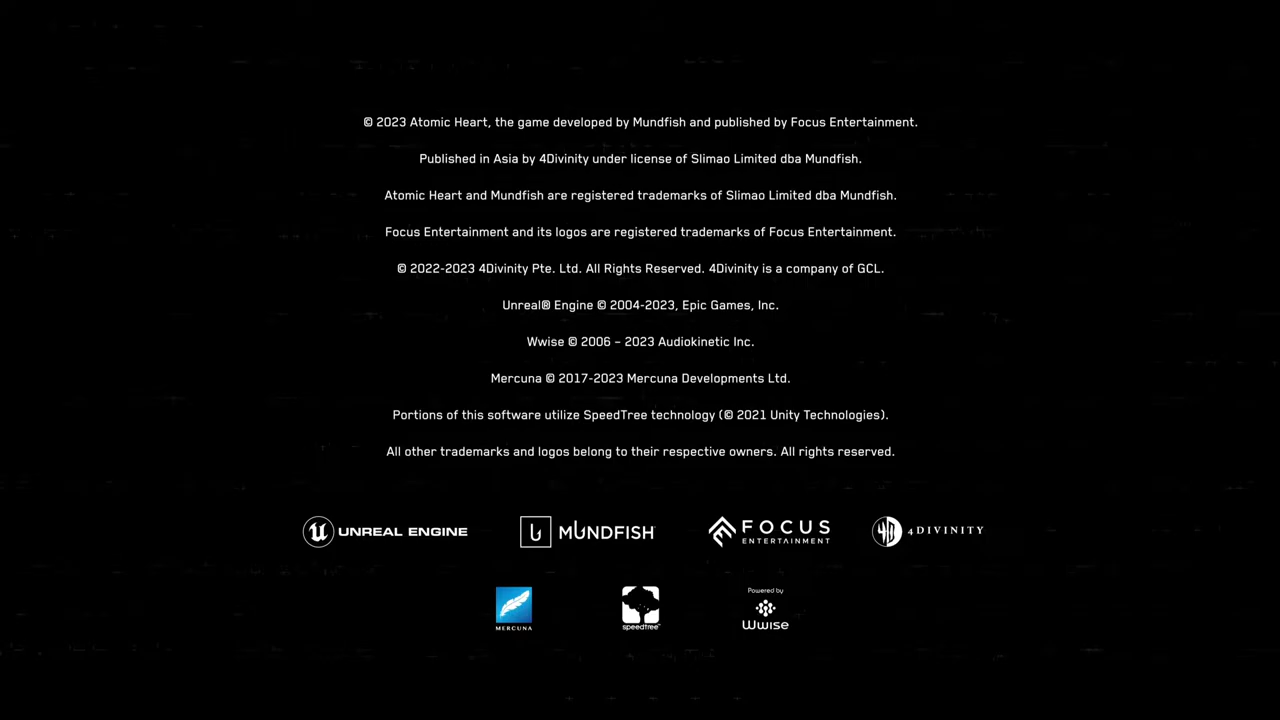 © 2023 Atomic Heart, the game developed by Mundfish and published by Focus Entertainment.
Published in Asia by 4Divinity under license of Slimao Limited dba Mundfish.
Atomic Heart and Mundfish are registered trademarks of Slimao Limited dba Mundfish.
Focus Entertainment and its logos are registered trademarks of Focus Entertainment.
© 2022-2023 4Divinity Pte. Ltd. All Rights Reserved. 4Divinity is a company of GCL.
Unreal® Engine © 2004-2023, Epic Games, Inc.
Wwise © 2006 – 2023 Audiokinetic Inc.
Mercuna © 2017-2023 Mercuna Developments Ltd.
Portions of this software utilize SpeedTree technology (© 2021 Unity Technologies).
All other trademarks and logos belong to their respective owners. All rights reserved.
UNREAL ENGINE
MUNDFISH
FOCUS
ENTERTAINMENT
4D
4DIVINITY
MERCUNA
speedtree™
Powered by
Wwise